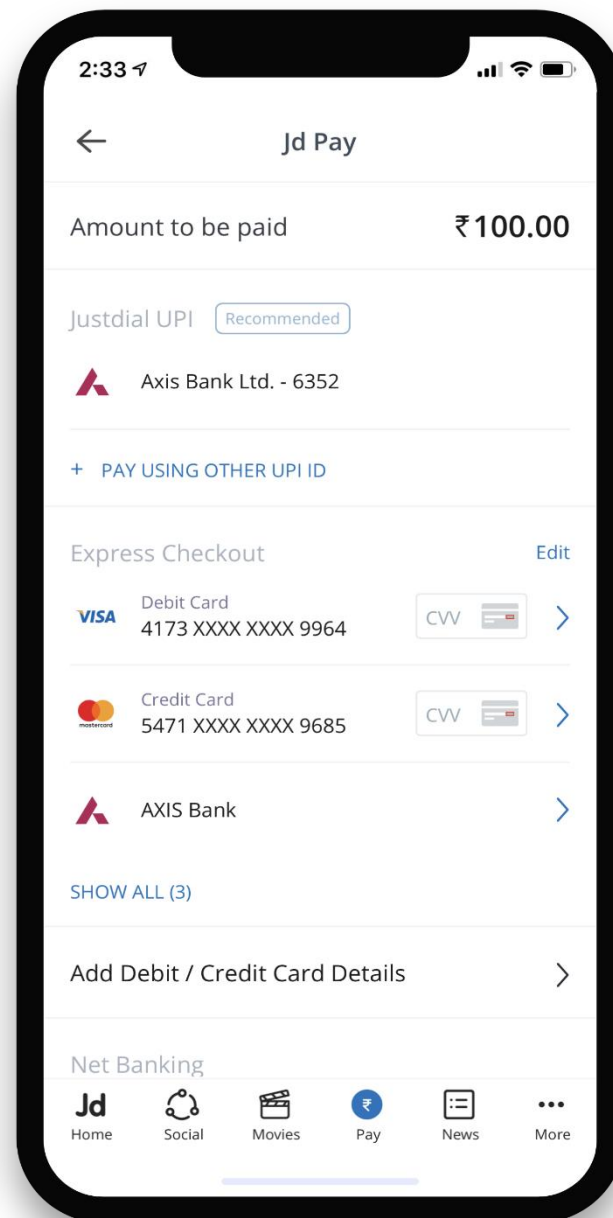 2:33
Jd Pay
Amount to be paid ₹100.00
Justdial UPI Recommended
Axis Bank Ltd. - 6352
+ PAY USING OTHER UPI ID
Express Checkout Edit
VISA Debit Card
4173 XXXX XXXX 9964 CVV
Credit Card
mastercard 5471 XXXX XXXX 9685 CVV
AXIS Bank
SHOW ALL (3)
Add Debit / Credit Card Details
Net Banking
Jd ₹
Home Social Movies Pay News More